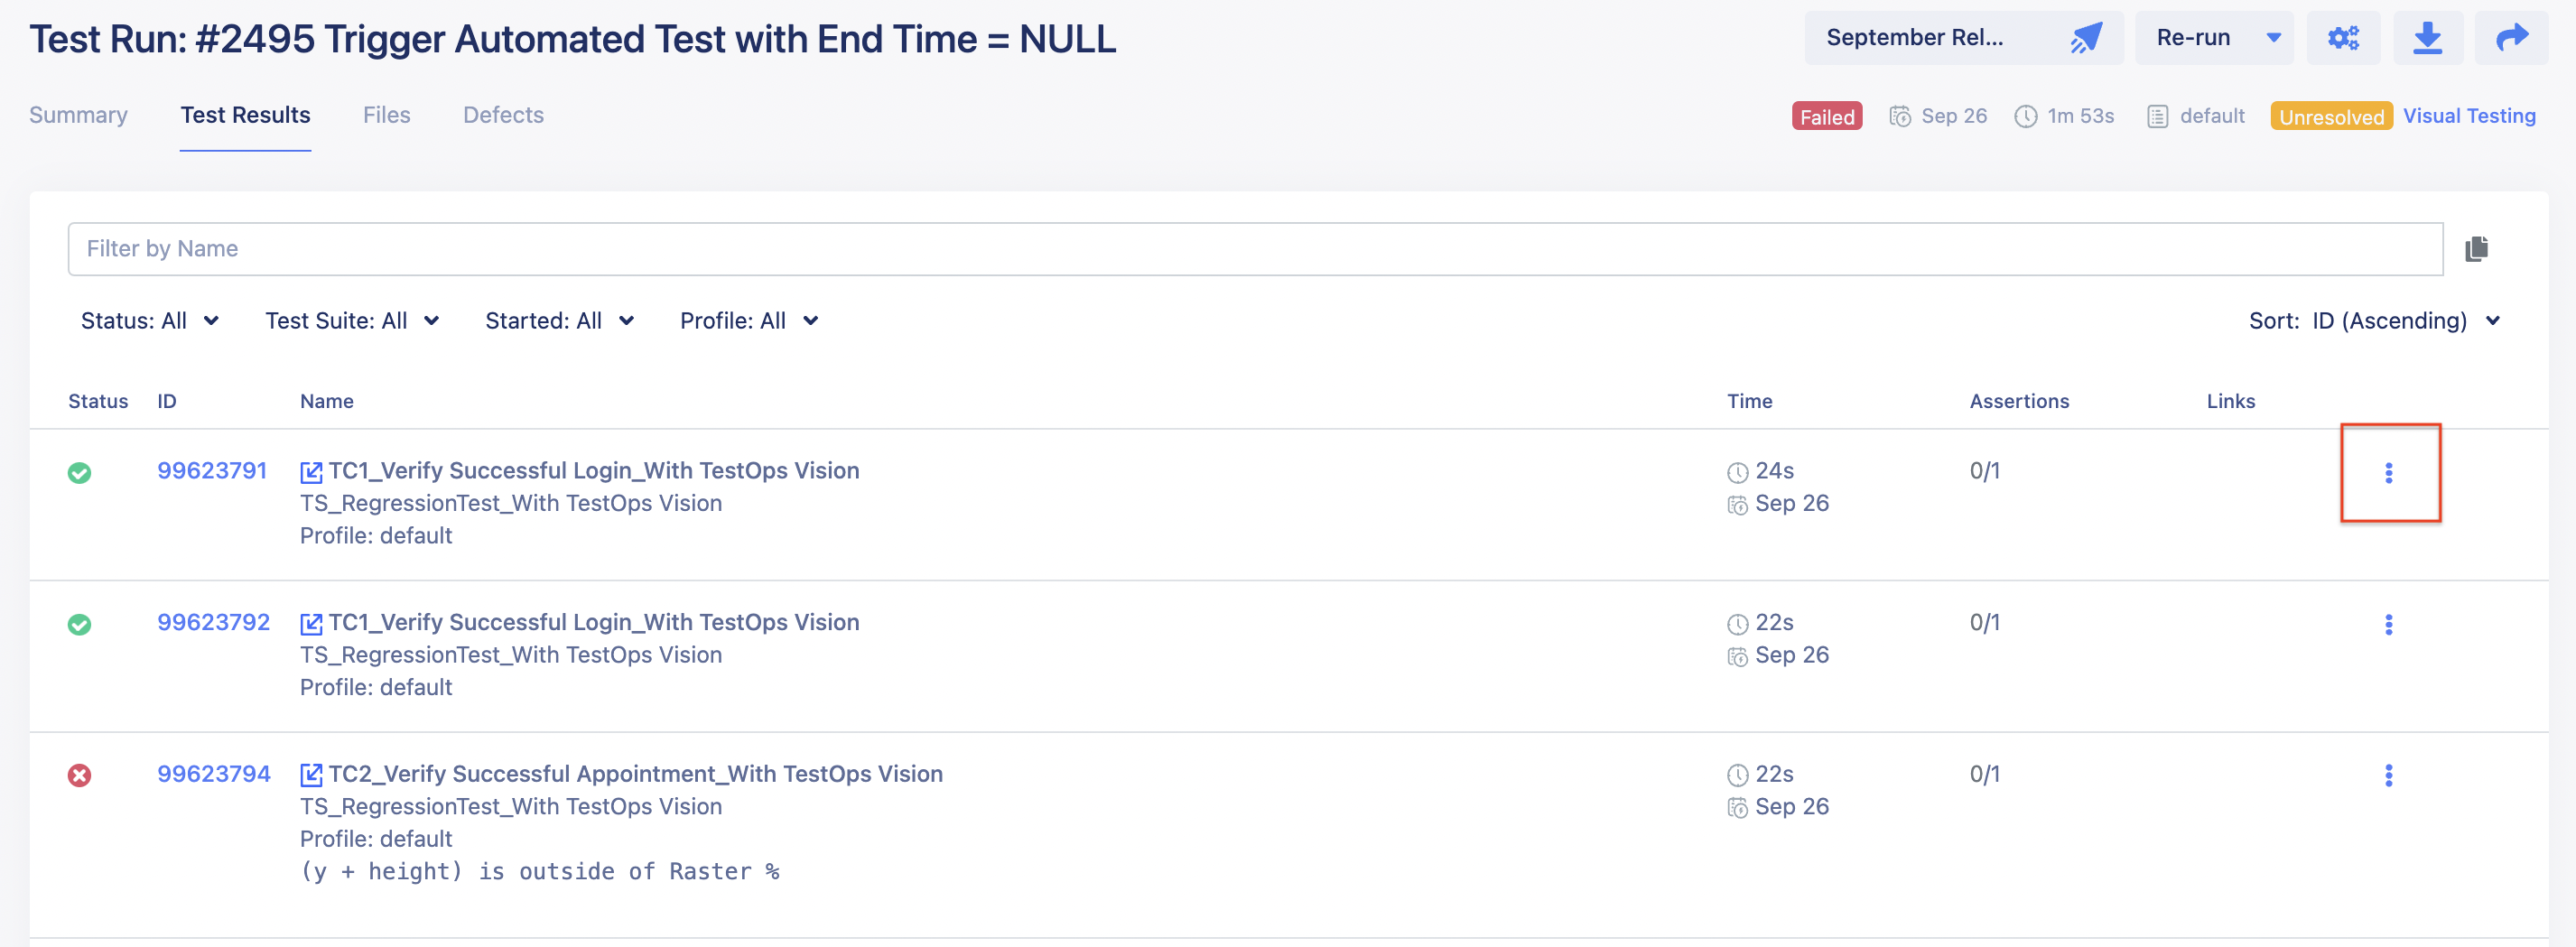 Test Run: #2495 Trigger Automated Test with End Time = NULL
September Rel...
Re-run
Summary
Test Results
Files
Defects
Failed
Sep 26
1m 53s
default
Unresolved
Visual Testing
Filter by Name
Status: All
Test Suite: All
Started: All
Profile: All
Sort: ID (Ascending)
Status ID Name Time Assertions Links
99623791 TC1_Verify Successful Login_With TestOps Vision 24s 0/1
TS_RegressionTest_With TestOps Vision Sep 26
Profile: default
99623792 TC1_Verify Successful Login_With TestOps Vision 22s 0/1
TS_RegressionTest_With TestOps Vision Sep 26
Profile: default
99623794 TC2_Verify Successful Appointment_With TestOps Vision 22s 0/1
TS_RegressionTest_With TestOps Vision Sep 26
Profile: default
(y + height) is outside of Raster %